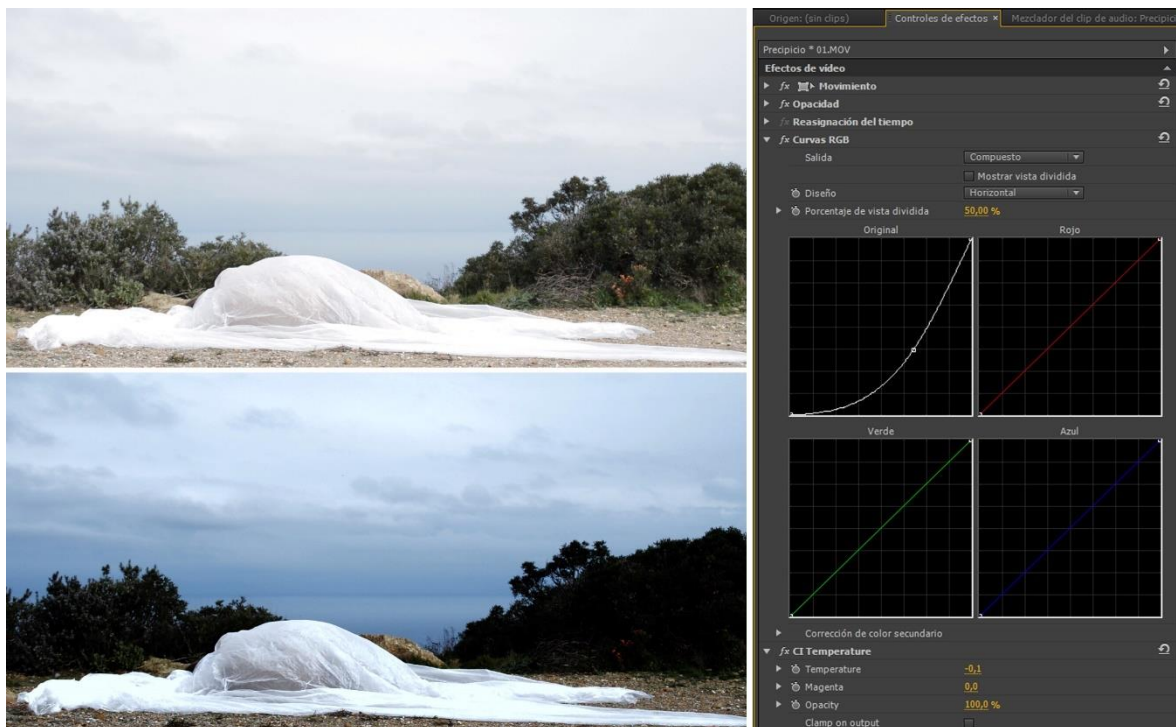 Origen: (sin clips) Controles de efectos × Mezclador del clip de audio: Precipici
Precipicio * 01.MOV
Efectos de vídeo
fx Movimiento
fx Opacidad
fx Reasignación del tiempo
fx Curvas RGB
Salida Compuesto
Mostrar vista dividida
Diseño Horizontal
Porcentaje de vista dividida 50,00 %
Original Rojo
Verde Azul
Corrección de color secundario
fx CI Temperature
Temperature -0,1
Magenta 0,0
Opacity 100,0 %
Clamp on output